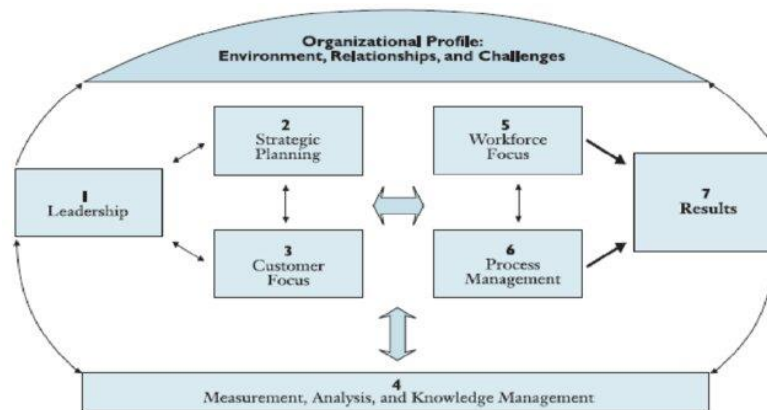 Organizational Profile:
Environment, Relationships, and Challenges
2
Strategic
Planning
5
Workforce
Focus
1
Leadership
7
Results
3
Customer
Focus
6
Process
Management
4
Measurement, Analysis, and Knowledge Management